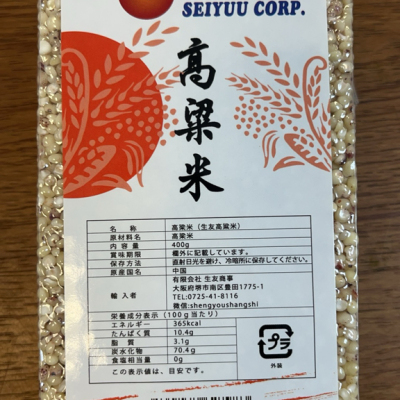 SEIYUU CORP.
高粱米
名 称 高粱米（生友高粱米）
原材料名 高粱米
内 容 量 400g
賞味期限 欄外に記載しています。
保存方法 直射日光を避け、冷暗所に保存してください。
原産国名 中国
輸 入 者 有限会社 生友商事
大阪府堺市南区豊田1775-1
TEL:0725-41-8116
微信:shengyoushangshi
栄養成分表示（100g当たり）
エネルギー 365kcal
たんぱく質 10.4g
脂 質 3.1g
炭水化物 70.4g
食塩相当量 0g
この表示値は、目安です。
プラ
外装